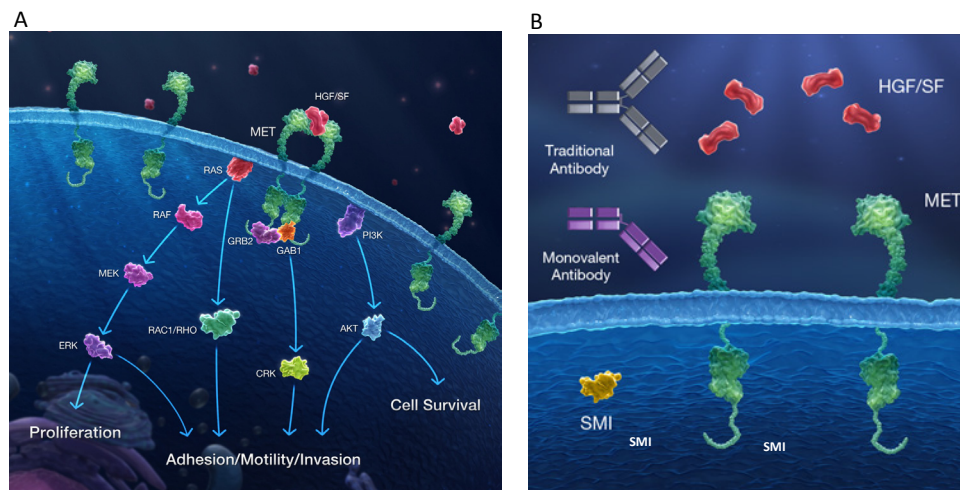 A
HGF/SF
MET
RAS
RAF
GRB2
GAB1
PI3K
MEK
RAC1/RHO
AKT
ERK
CRK
Cell Survival
Proliferation
Adhesion/Motility/Invasion
B
HGF/SF
Traditional
Antibody
MET
Monovalent
Antibody
SMI
SMI
SMI